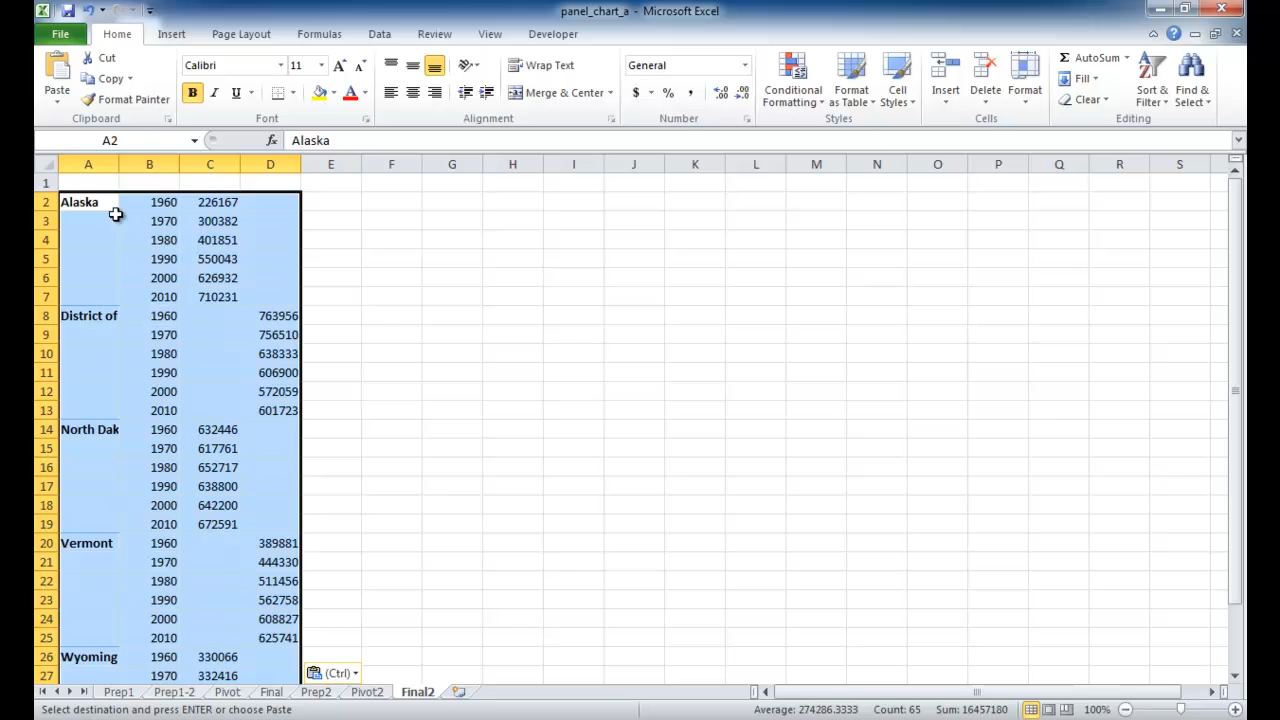 panel_chart_a - Microsoft Excel
File Home Insert Page Layout Formulas Data Review View Developer
Paste Cut Copy Format Painter Clipboard
Calibri 11 B I U Font
Wrap Text Merge & Center Alignment
General $ % , Number
Conditional Formatting Format as Table Cell Styles Styles
Insert Delete Format Cells
AutoSum Fill Clear Sort & Filter Find & Select Editing
A2 fx Alaska
A B C D E F G H I J K L M N O P Q R S
1
2 Alaska 1960 226167
3 1970 300382
4 1980 401851
5 1990 550043
6 2000 626932
7 2010 710231
8 District of 1960 763956
9 1970 756510
10 1980 638333
11 1990 606900
12 2000 572059
13 2010 601723
14 North Dak 1960 632446
15 1970 617761
16 1980 652717
17 1990 638800
18 2000 642200
19 2010 672591
20 Vermont 1960 389881
21 1970 444330
22 1980 511456
23 1990 562758
24 2000 608827
25 2010 625741
26 Wyoming 1960 330066
27 1970 332416
(Ctrl)
Prep1 Prep1-2 Pivot Final Prep2 Pivot2 Final2
Select destination and press ENTER or choose Paste Average: 274286.3333 Count: 65 Sum: 16457180 100%